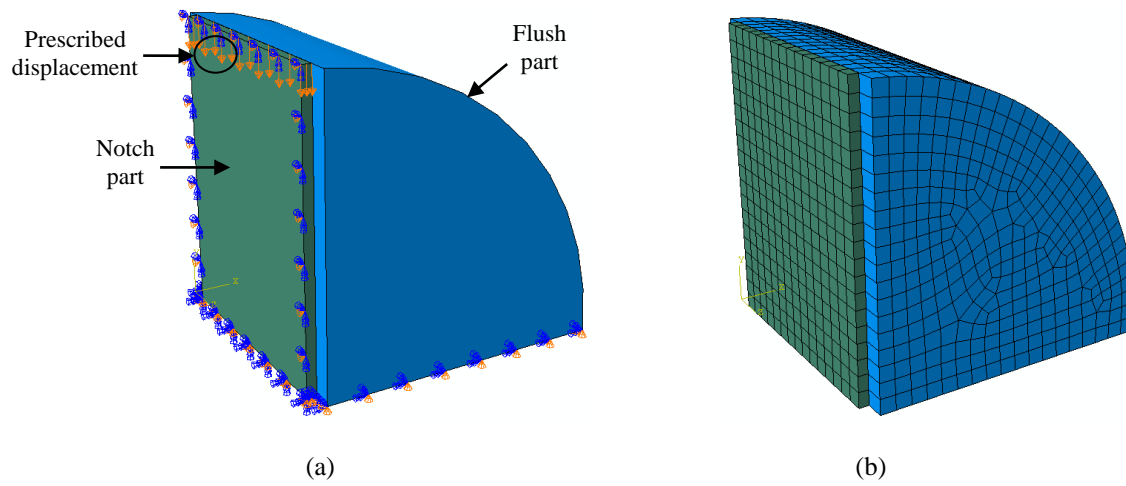 Prescribed
displacement
Flush
part
Notch
part
X
Y
X
(a)
(b)